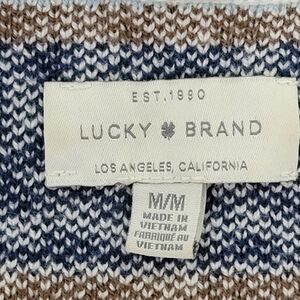 EST.1990
LUCKY BRAND
LOS ANGELES, CALIFORNIA
M/M
MADE IN
VIETNAM
FABRIQUÉ AU
VIETNAM